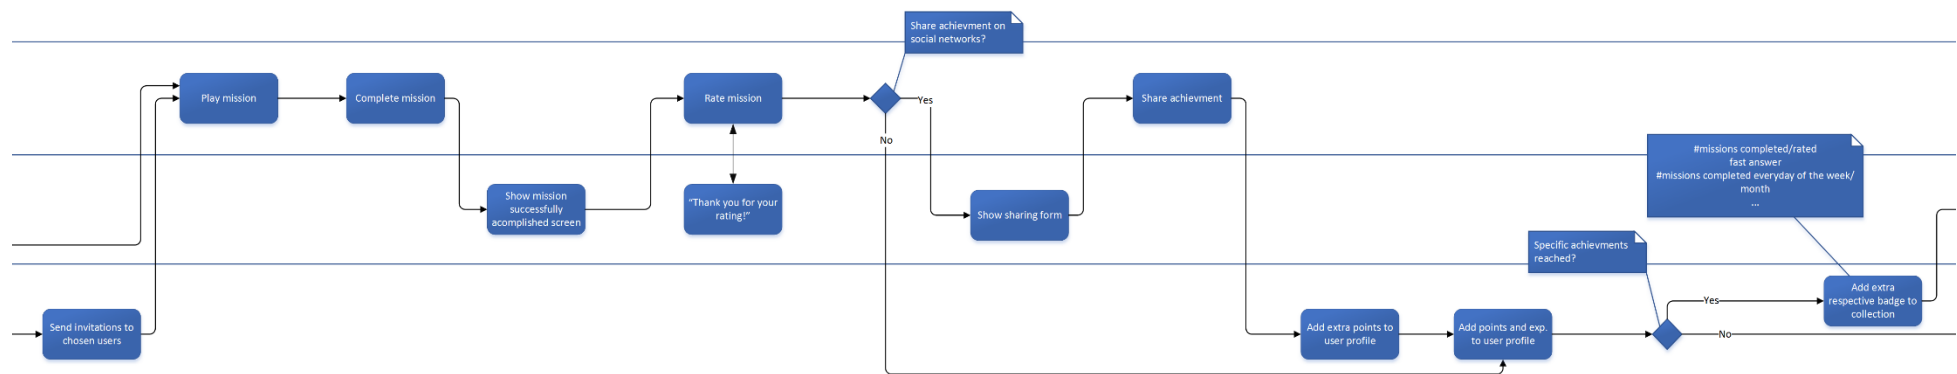 Share achievment on
social networks?
Play mission
Complete mission
Rate mission
Yes
Share achievment
No
#missions completed/rated
fast answer
#missions completed everyday of the week/
month
...
Show mission
successfully
acomplished screen
"Thank you for your
rating!"
Show sharing form
Specific achievments
reached?
Add extra
respective badge to
collection
Yes
Send invitations to
chosen users
Add extra points to
user profile
Add points and exp.
to user profile
No